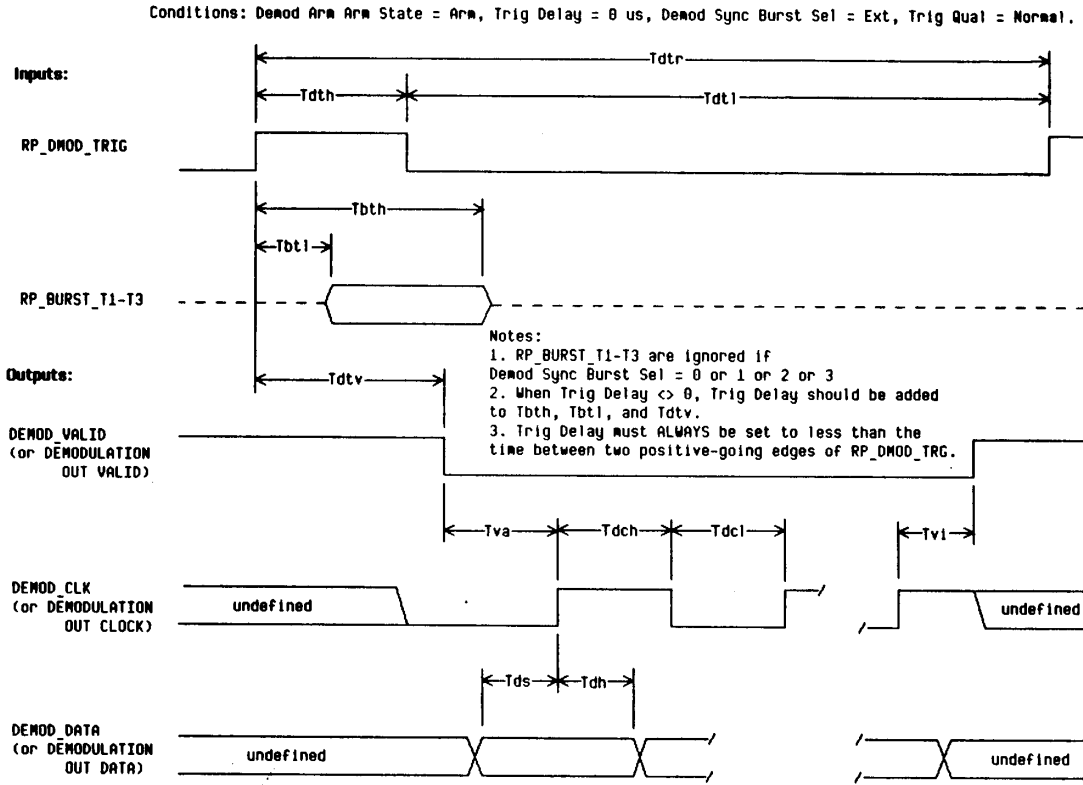 Conditions: Demod Arm Arm State = Arm, Trig Delay = 0 us, Demod Sync Burst Sel = Ext, Trig Qual = Normal.
Tdtr
Inputs:
Tdth
Tdtl
RP_DMOD_TRIG
Tbth
Tbtl
RP_BURST_T1-T3
Notes:
1. RP_BURST_T1-T3 are ignored if
Demod Sync Burst Sel = 0 or 1 or 2 or 3
2. When Trig Delay <> 0, Trig Delay should be added
to Tbth, Tbtl, and Tdtv.
3. Trig Delay must ALWAYS be set to less than the
time between two positive-going edges of RP_DMOD_TRG.
Outputs:
Tdtv
DEMOD_VALID
(or DEMODULATION
OUT VALID)
Tva
Tdch
Tdcl
Tvi
DEMOD_CLK
(or DEMODULATION
OUT CLOCK)
undefined
undefined
Tds
Tdh
DEMOD_DATA
(or DEMODULATION
OUT DATA)
undefined
undefined